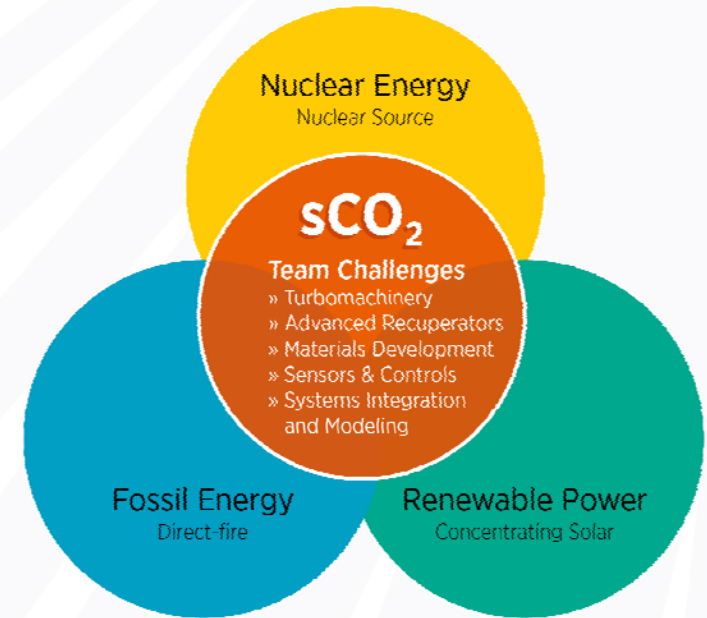 Nuclear Energy
Nuclear Source
sCO₂
Team Challenges
» Turbomachinery
» Advanced Recuperators
» Materials Development
» Sensors & Controls
» Systems Integration
and Modeling
Fossil Energy
Direct-fire
Renewable Power
Concentrating Solar